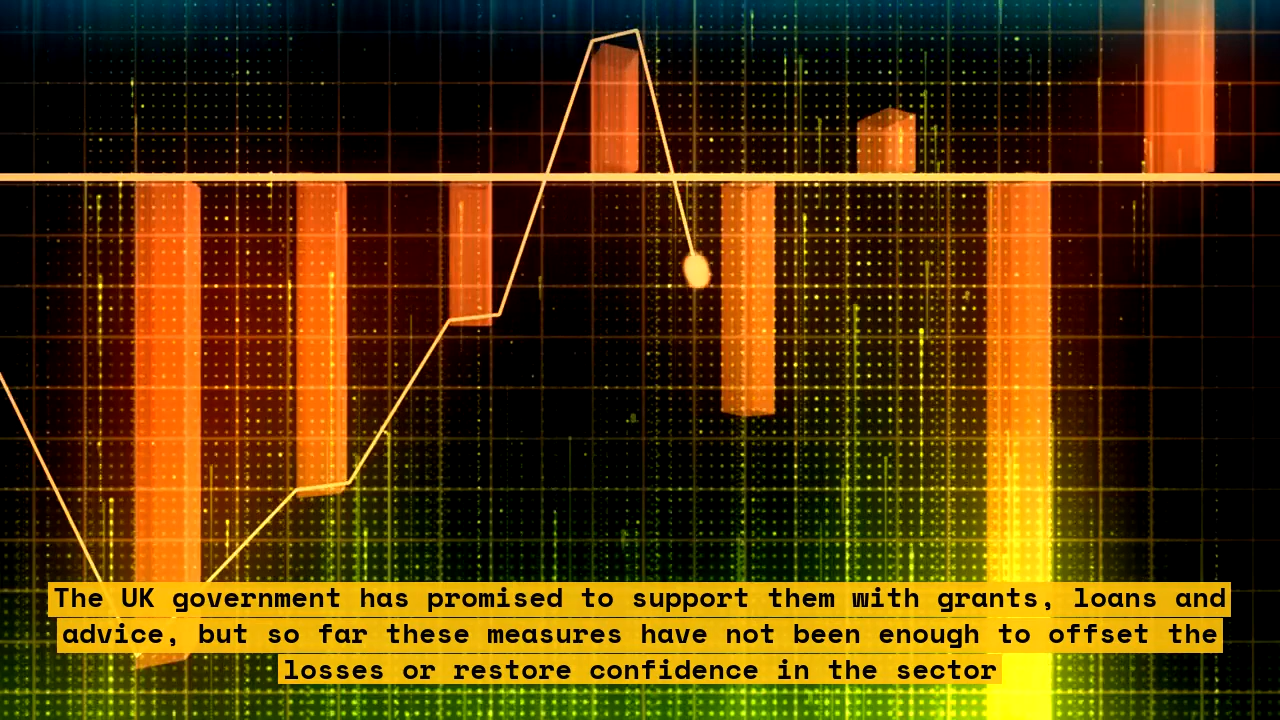 The UK government has promised to support them with grants, loans and
advice, but so far these measures have not been enough to offset the
losses or restore confidence in the sector